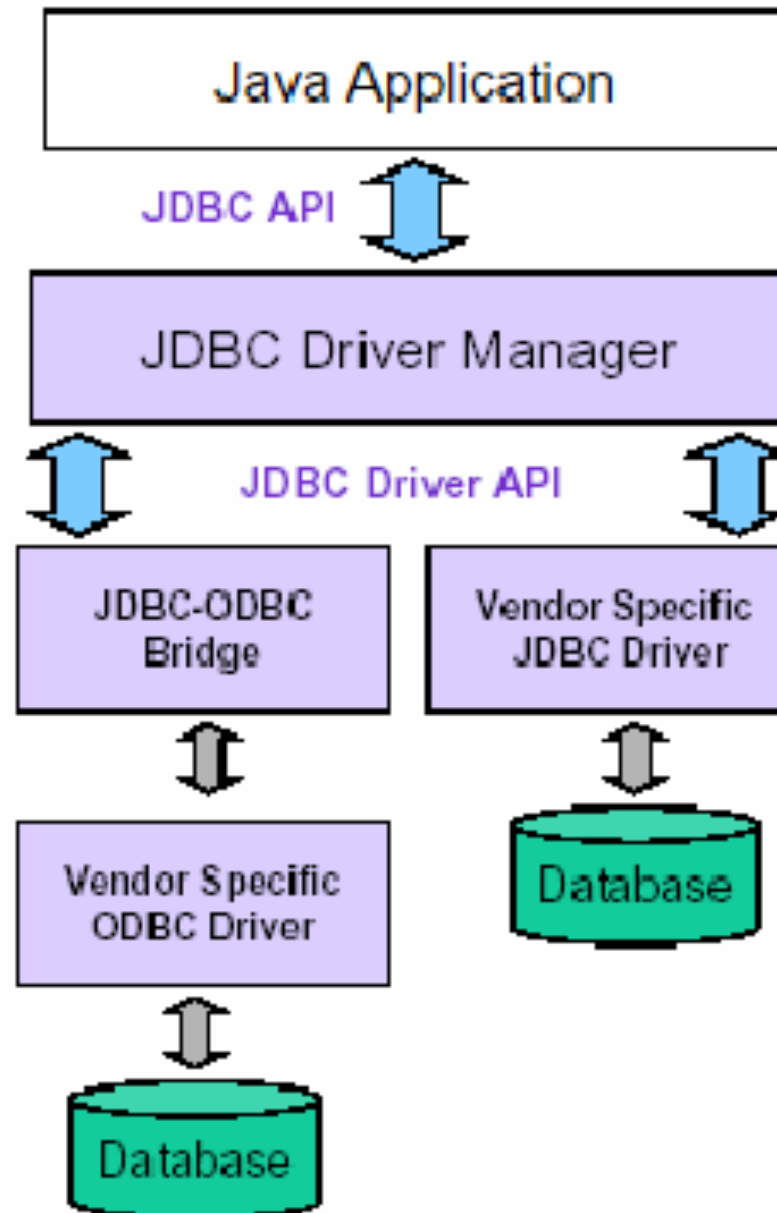 Java Application
JDBC API
JDBC Driver Manager
JDBC Driver API
JDBC-ODBC
Bridge
Vendor Specific
JDBC Driver
Vendor Specific
ODBC Driver
Database
Database